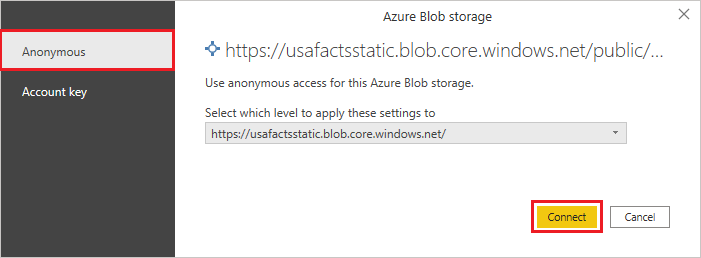 Azure Blob storage
Anonymous
Account key
https://usafactsstatic.blob.core.windows.net/public/...
Use anonymous access for this Azure Blob storage.
Select which level to apply these settings to
https://usafactsstatic.blob.core.windows.net/
Connect
Cancel